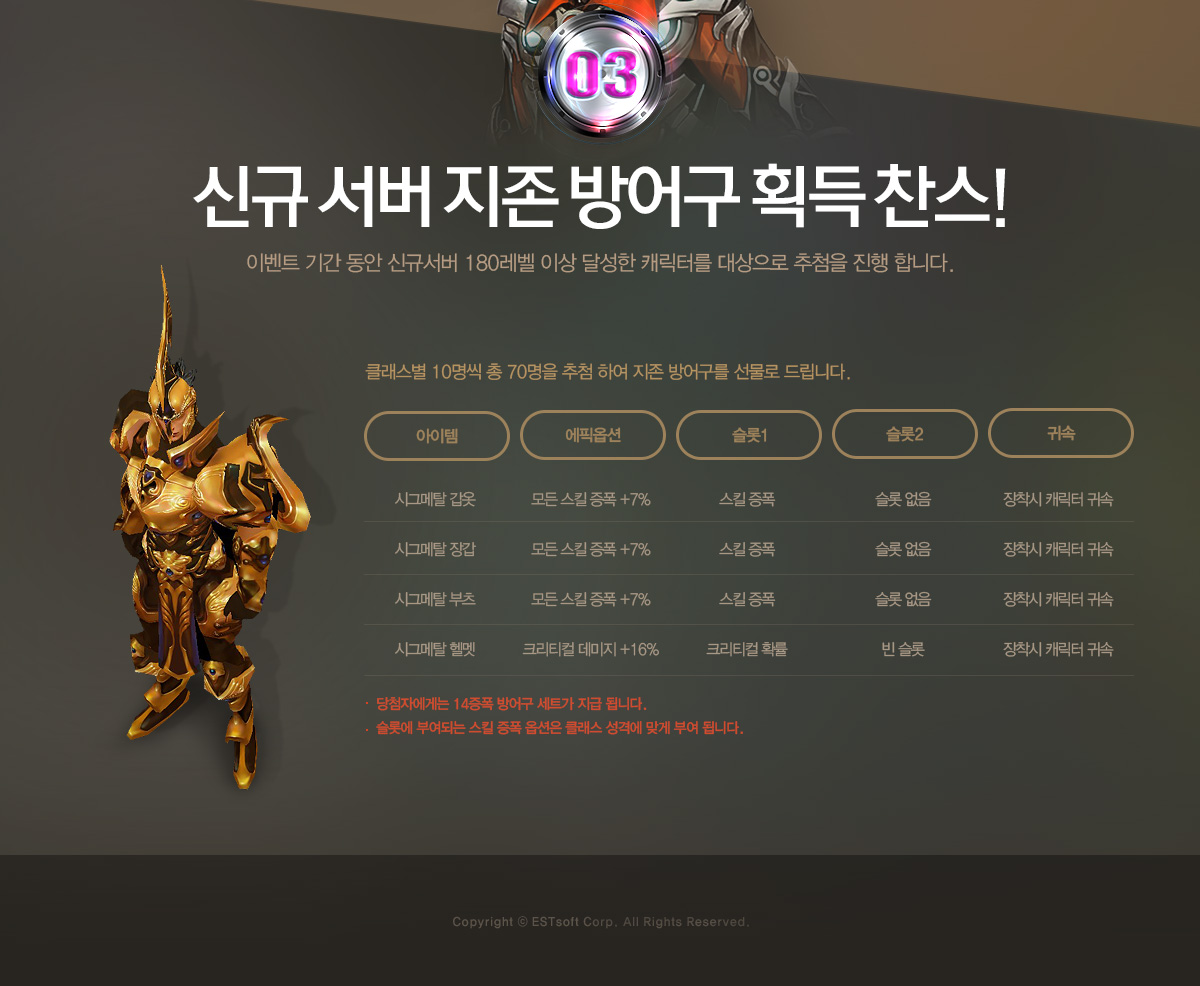 03
신규 서버 지존 방어구 획득 찬스!
이벤트 기간 동안 신규서버 180레벨 이상 달성한 캐릭터를 대상으로 추첨을 진행 합니다.
클래스별 10명씩 총 70명을 추첨 하여 지존 방어구를 선물로 드립니다.
아이템 에픽옵션 슬롯1 슬롯2 귀속
시그메탈 갑옷 모든 스킬 증폭 +7% 스킬 증폭 슬롯 없음 장착시 캐릭터 귀속
시그메탈 장갑 모든 스킬 증폭 +7% 스킬 증폭 슬롯 없음 장착시 캐릭터 귀속
시그메탈 부츠 모든 스킬 증폭 +7% 스킬 증폭 슬롯 없음 장착시 캐릭터 귀속
시그메탈 헬멧 크리티컬 데미지 +16% 크리티컬 확률 빈 슬롯 장착시 캐릭터 귀속
· 당첨자에게는 14증폭 방어구 세트가 지급 됩니다.
· 슬롯에 부여되는 스킬 증폭 옵션은 클래스 성격에 맞게 부여 됩니다.
Copyright © ESTsoft Corp. All Rights Reserved.